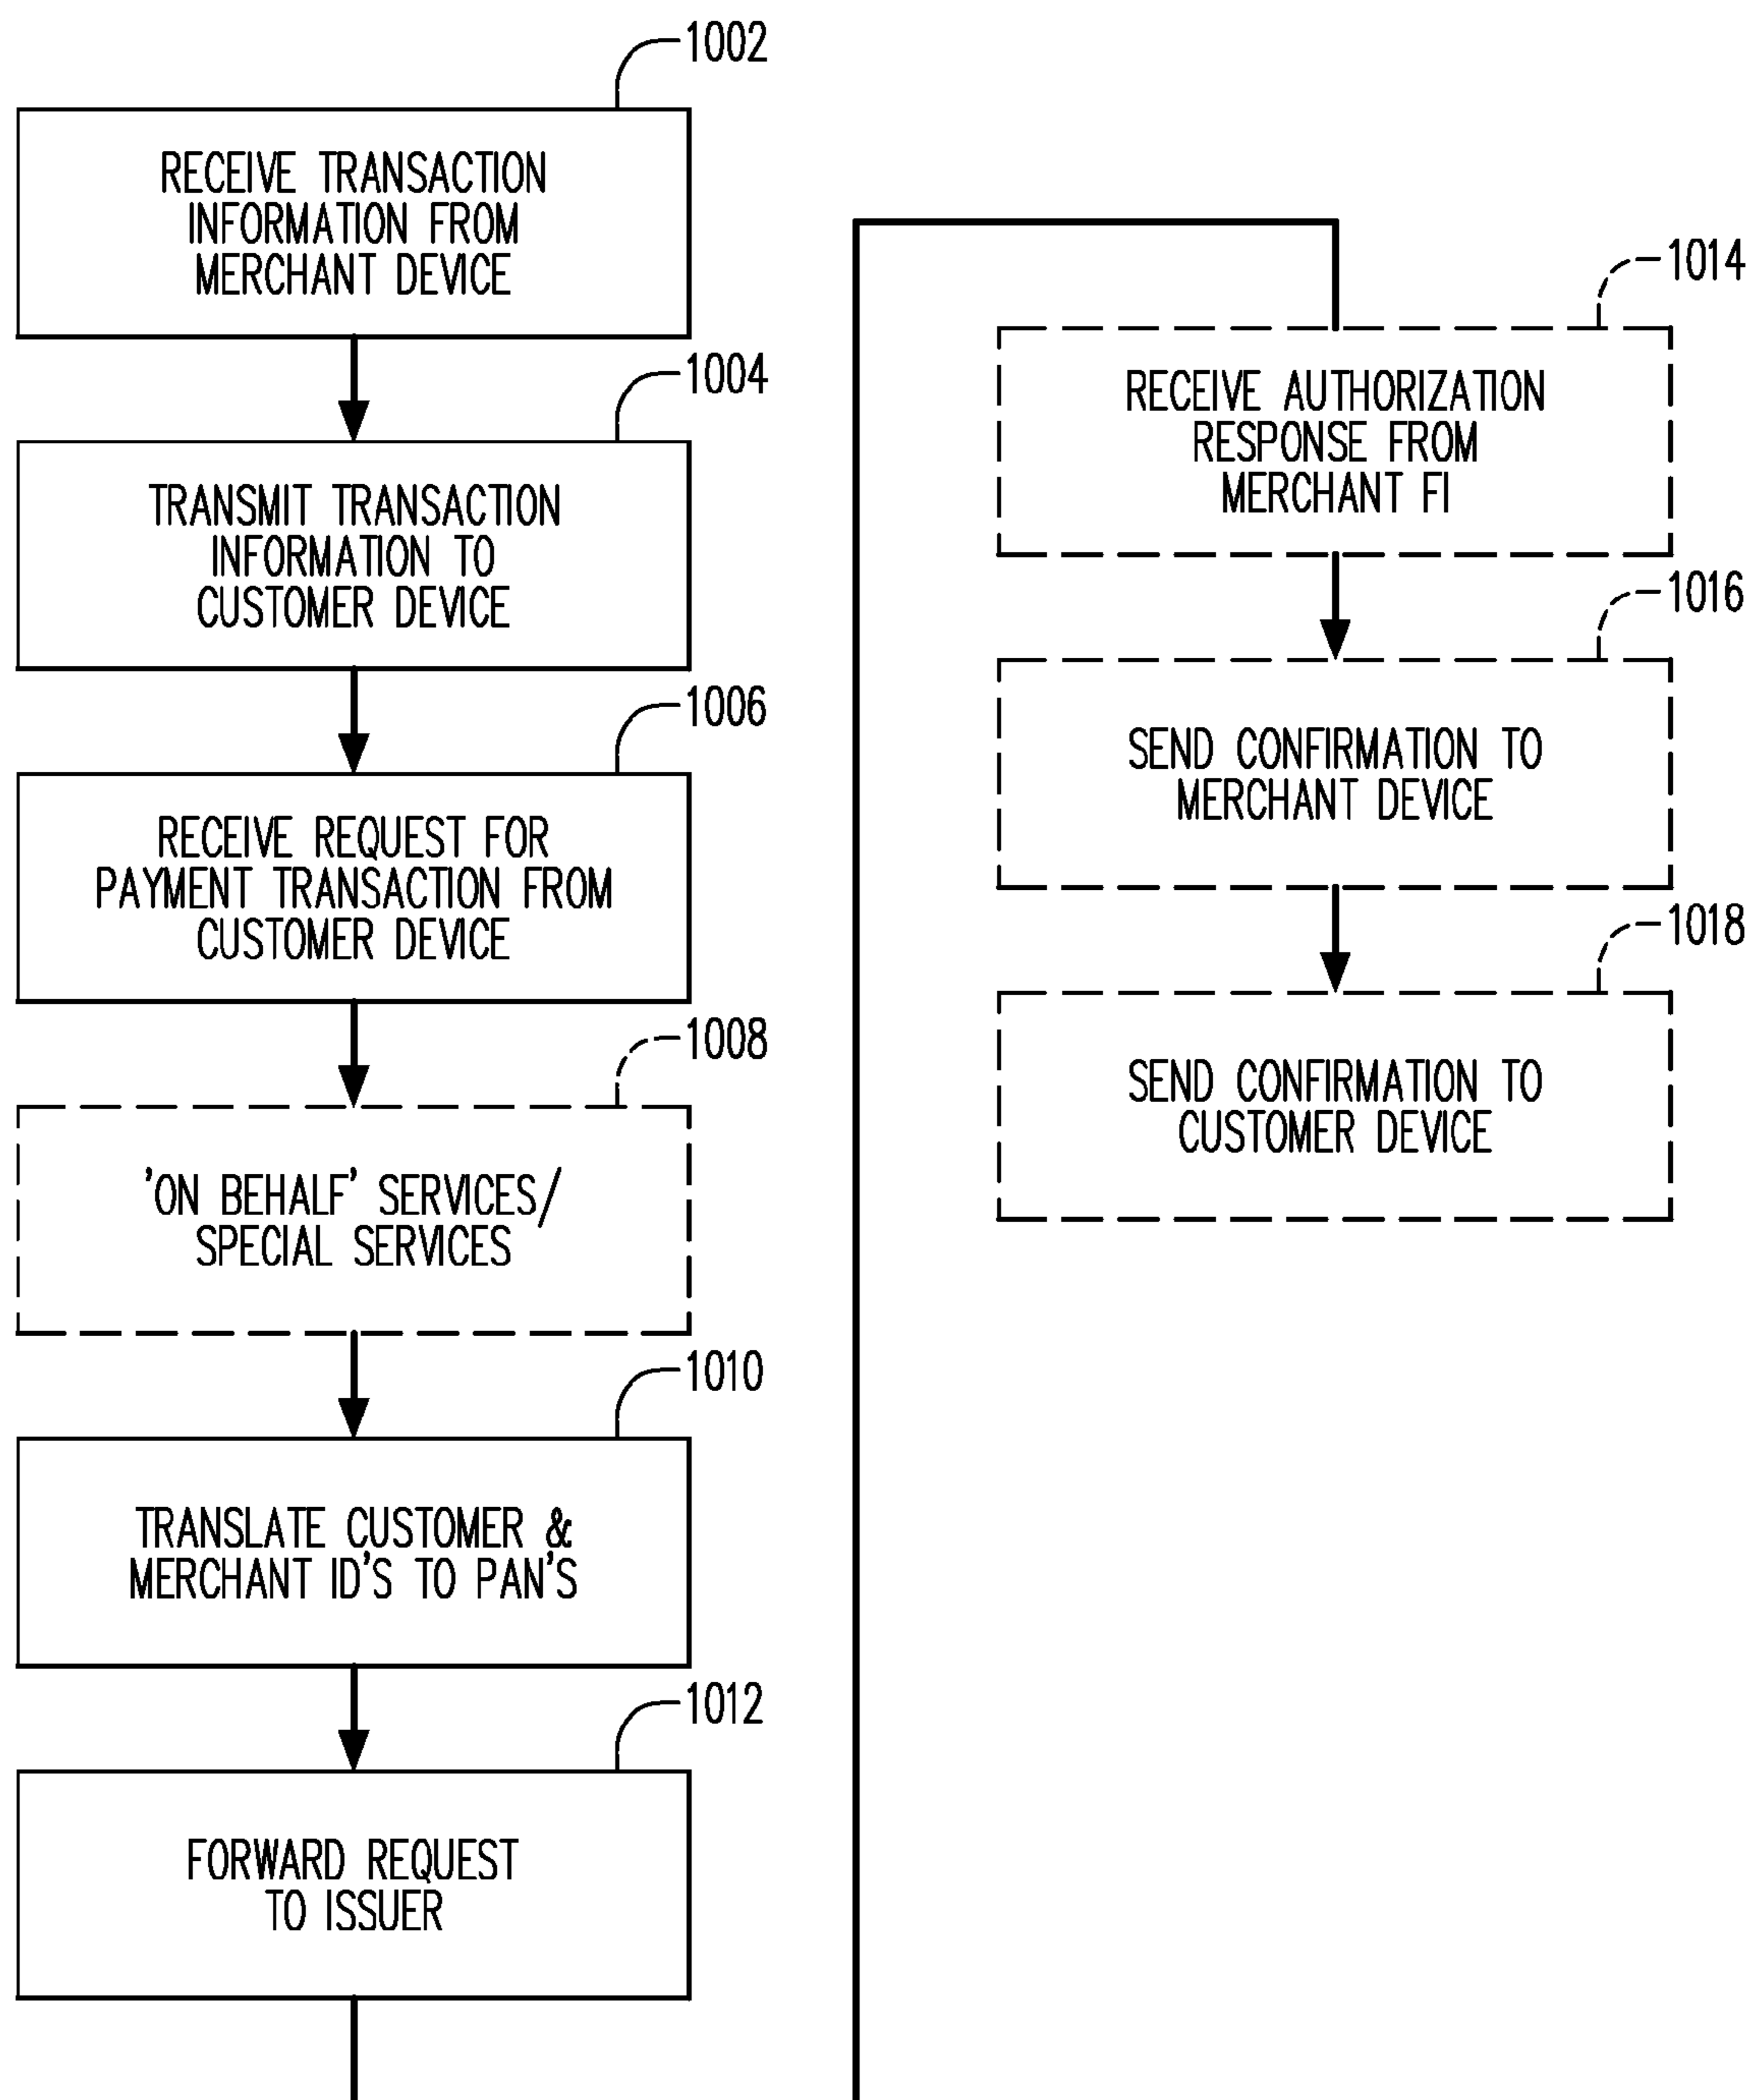 1002
RECEIVE TRANSACTION
INFORMATION FROM
MERCHANT DEVICE
1004
TRANSMIT TRANSACTION
INFORMATION TO
CUSTOMER DEVICE
1006
RECEIVE REQUEST FOR
PAYMENT TRANSACTION FROM
CUSTOMER DEVICE
1008
'ON BEHALF' SERVICES/
SPECIAL SERVICES
1010
TRANSLATE CUSTOMER &
MERCHANT ID'S TO PAN'S
1012
FORWARD REQUEST
TO ISSUER
1014
RECEIVE AUTHORIZATION
RESPONSE FROM
MERCHANT FI
1016
SEND CONFIRMATION TO
MERCHANT DEVICE
1018
SEND CONFIRMATION TO
CUSTOMER DEVICE